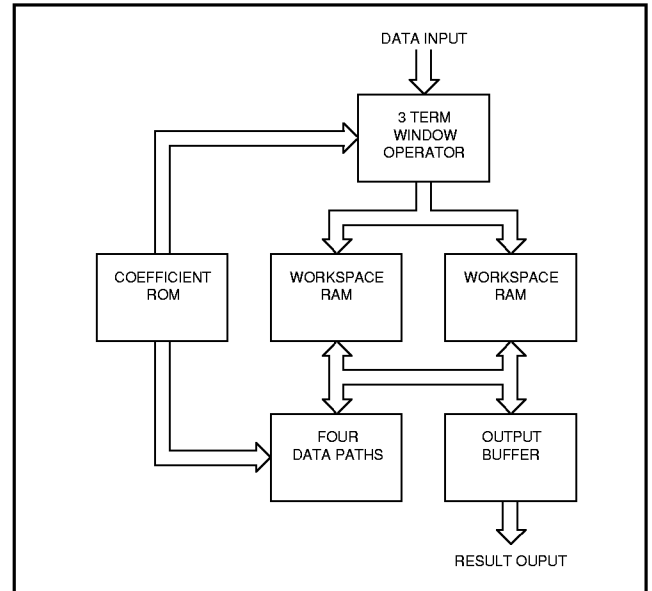 DATA INPUT
3 TERM
WINDOW
OPERATOR
COEFFICIENT
ROM
WORKSPACE
RAM
WORKSPACE
RAM
FOUR
DATA PATHS
OUTPUT
BUFFER
RESULT OUPUT